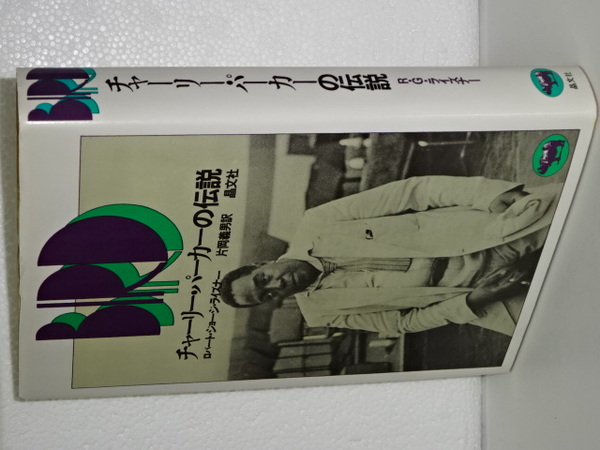 BIRD
チャーリー・パーカーの伝説
R・G・ライズナー
晶文社
BIRD
チャーリー・パーカーの伝説
ロバート・ジョージ・ライズナー
片岡義男訳
晶文社